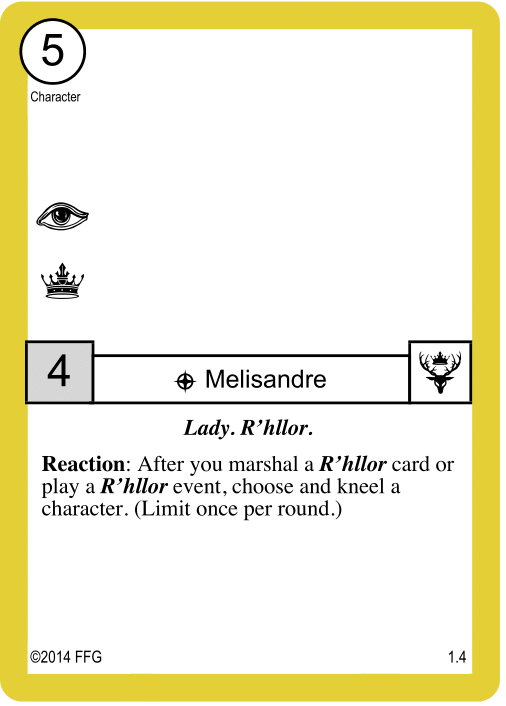 5
Character
4
Melisandre
Lady. R’hllor.
Reaction: After you marshal a R’hllor card or
play a R’hllor event, choose and kneel a
character. (Limit once per round.)
©2014 FFG
1.4